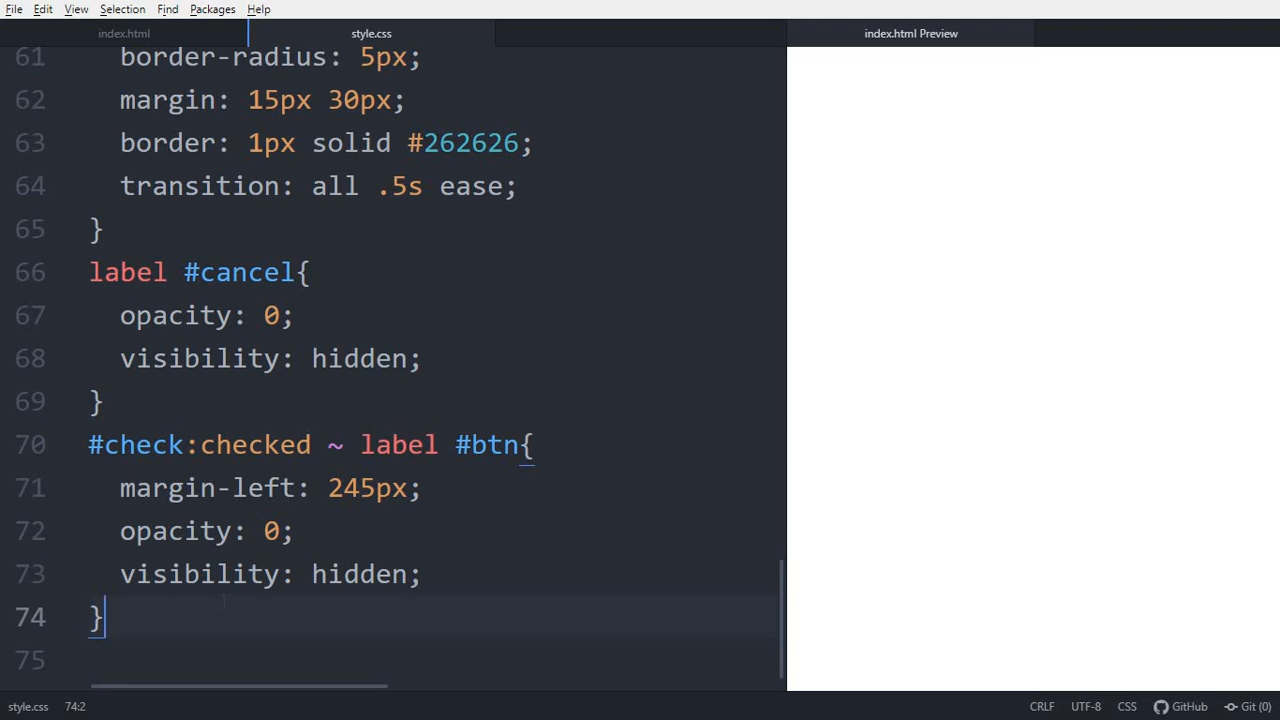 File Edit View Selection Find Packages Help
index.html style.css index.html Preview
61 border-radius: 5px;
62 margin: 15px 30px;
63 border: 1px solid #262626;
64 transition: all .5s ease;
65 }
66 label #cancel{
67 opacity: 0;
68 visibility: hidden;
69 }
70 #check:checked ~ label #btn{
71 margin-left: 245px;
72 opacity: 0;
73 visibility: hidden;
74 }
75
style.css 74:2 CRLF UTF-8 CSS GitHub Git (0)